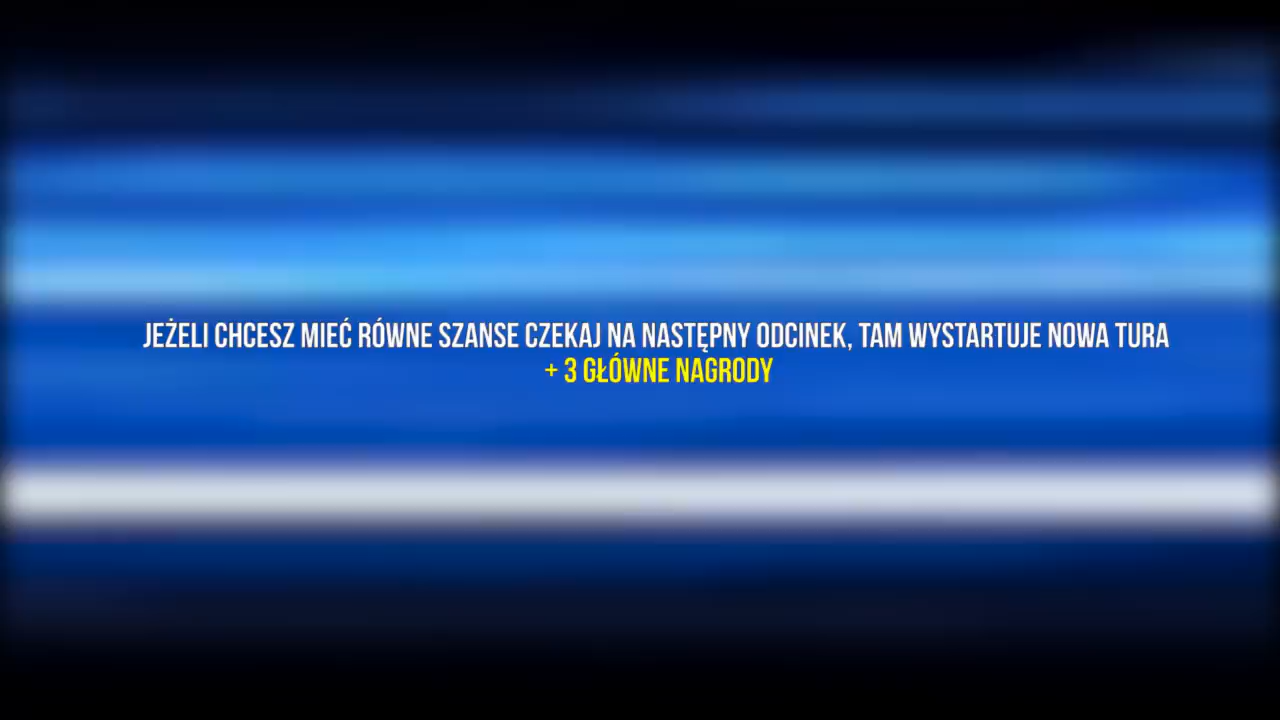 JEŻELI CHCESZ MIEĆ RÓWNE SZANSE CZEKAJ NA NASTĘPNY ODCINEK, TAM WYSTARTUJE NOWA TURA
+ 3 GŁÓWNE NAGRODY